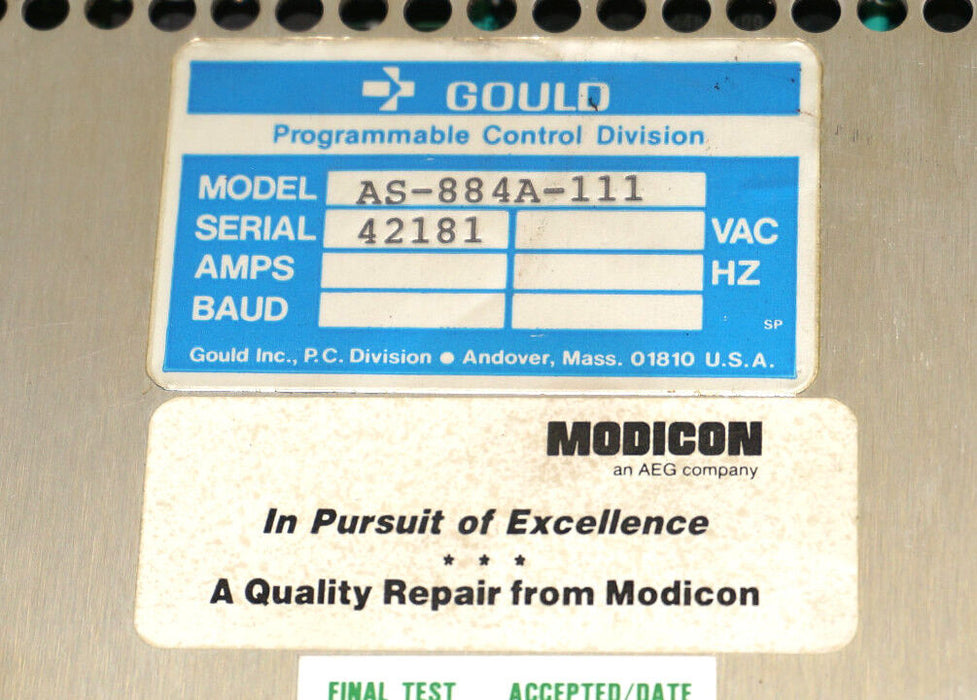 GOULD
Programmable Control Division
MODEL AS-884A-111
SERIAL 42181 VAC
AMPS HZ
BAUD
SP
Gould Inc., P.C. Division ● Andover, Mass. 01810 U.S.A.
MODICON
an AEG company
In Pursuit of Excellence
* * *
A Quality Repair from Modicon
FINAL TEST ACCEPTED/DATE